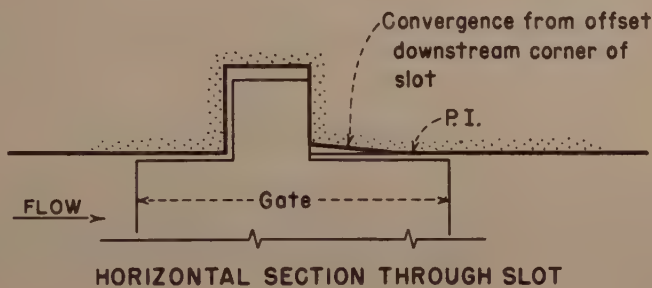 Convergence from offset
downstream corner of
slot
P.I.
Gate
FLOW
HORIZONTAL SECTION THROUGH SLOT